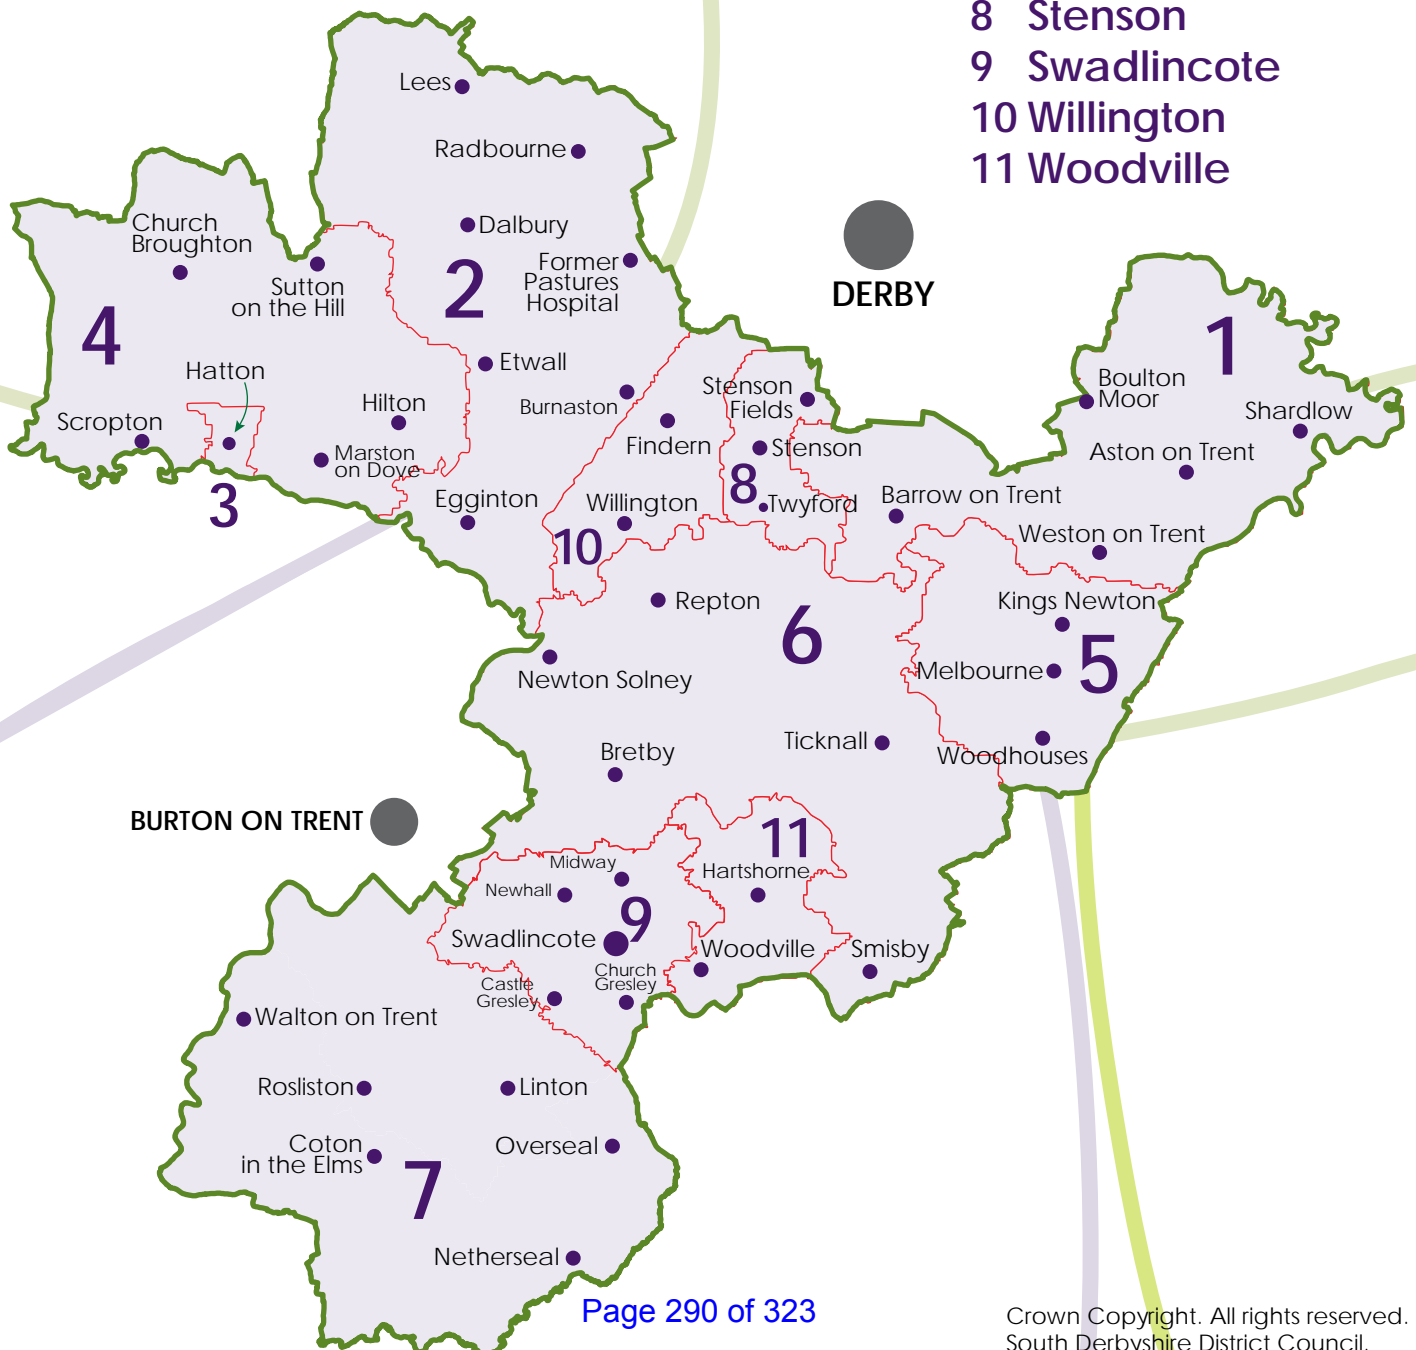 8 Stenson
9 Swadlincote
10 Willington
11 Woodville
Lees
Radbourne
Dalbury
Church
Broughton
Sutton
on the Hill
2
Former
Pastures
Hospital
DERBY
4
1
Hatton
Etwall
Burnaston
Stenson
Fields
Boulton
Moor
Shardlow
Scropton
Hilton
Marston
on Dove
Findern
Stenson
Aston on Trent
3
Egginton
Willington
8
Twyford
Barrow on Trent
Weston on Trent
10
Repton
6
Kings Newton
Melbourne
5
Newton Solney
Bretby
Ticknall
Woodhouses
BURTON ON TRENT
11
Midway
Hartshorne
Newhall
9
Swadlincote
Woodville
Smisby
Castle
Gresley
Church
Gresley
Walton on Trent
Rosliston
Linton
Coton
in the Elms
Overseal
7
Netherseal
Page 290 of 323
Crown Copyright. All rights reserved.
South Derbyshire District Council.